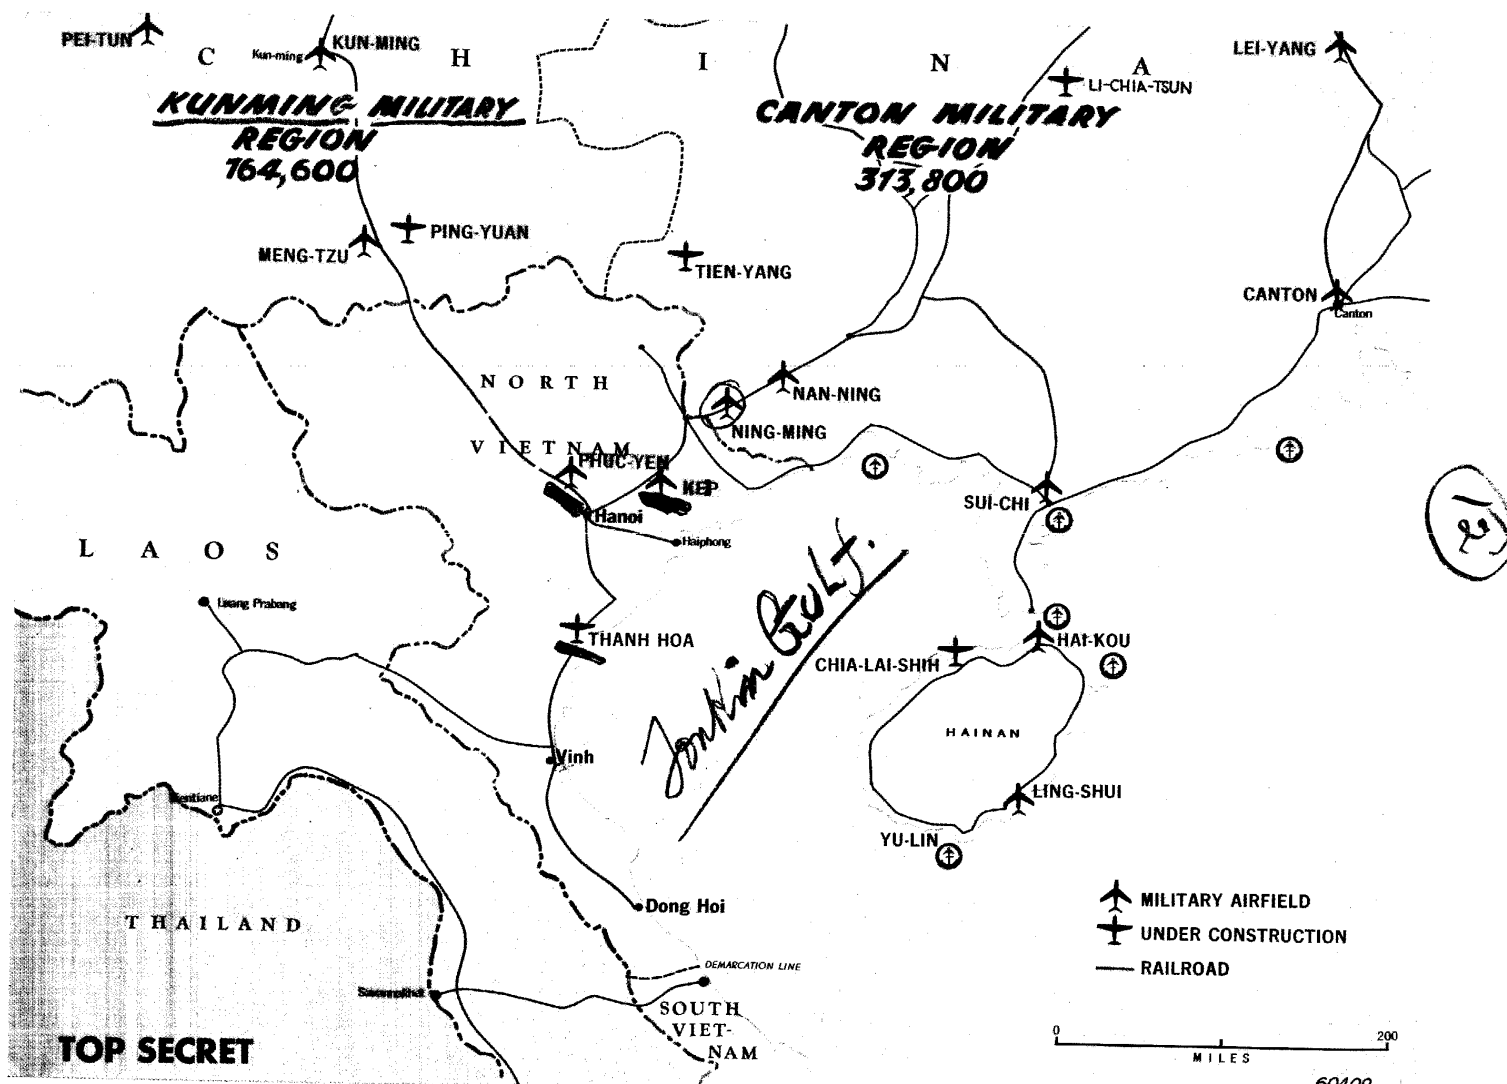 PEI-TUN
Kun-ming
KUN-MING
C H I N A
LEI-YANG
LI-CHIA-TSUN
KUNMING MILITARY
REGION
164,600
CANTON MILITARY
REGION
313,800
PING-YUAN
MENG-TZU
TIEN-YANG
CANTON
Canton
NORTH
VIETNAM
NAN-NING
NING-MING
PHUC-YEN
KEP
Hanoi
Haiphong
SUI-CHI
LAOS
Luang Prabang
THANH HOA
Tonkin Gulf.
CHIA-LAI-SHIH
HAI-KOU
HAINAN
Vinh
LING-SHUI
Vientiane
YU-LIN
Dong Hoi
THAILAND
MILITARY AIRFIELD
UNDER CONSTRUCTION
RAILROAD
DEMARCATION LINE
Savannakhet
SOUTH
VIET-
NAM
0 200
MILES
TOP SECRET